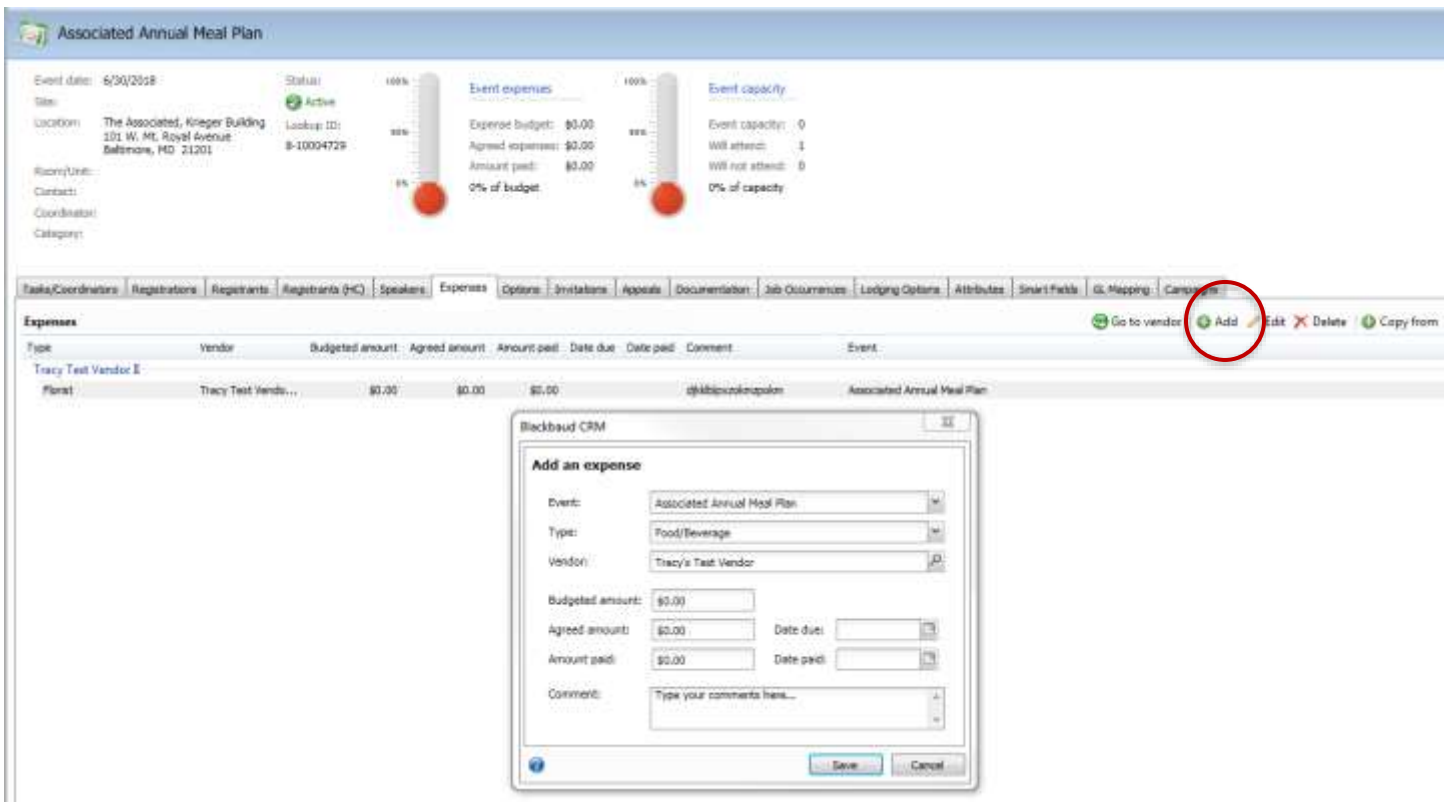 Associated Annual Meal Plan
Event date: 6/30/2018
Site:
Location: The Associated, Krieger Building
101 W. Mt. Royal Avenue
Baltimore, MD 21201
Room/Unit:
Contact:
Coordinator:
Category:
Status:
Active
Lookup ID:
8-10004729
100%
50%
0%
Event expenses
Expense budget: $0.00
Agreed expenses: $0.00
Amount paid: $0.00
0% of budget
100%
50%
0%
Event capacity
Event capacity: 0
Will attend: 1
Will not attend: 0
0% of capacity
Tasks/Coordinators Registrations Registrants Registrants (HC) Speakers Expenses Options Invitations Appeals Documentation Job Occurrences Lodging Options Attributes Smart Fields GL Mapping Campaigns
Expenses Go to vendor Add Edit Delete Copy from
Type Vendor Budgeted amount Agreed amount Amount paid Date due Date paid Comment Event
Tracy Test Vendor II
Florist Tracy Test Vendo... $0.00 $0.00 $0.00 Associated Annual Meal Plan
Blackbaud CRM
Add an expense
Event: Associated Annual Meal Plan
Type: Food/Beverage
Vendor: Tracy's Test Vendor
Budgeted amount: $0.00
Agreed amount: $0.00 Date due:
Amount paid: $0.00 Date paid:
Comment: Type your comments here...
Save Cancel